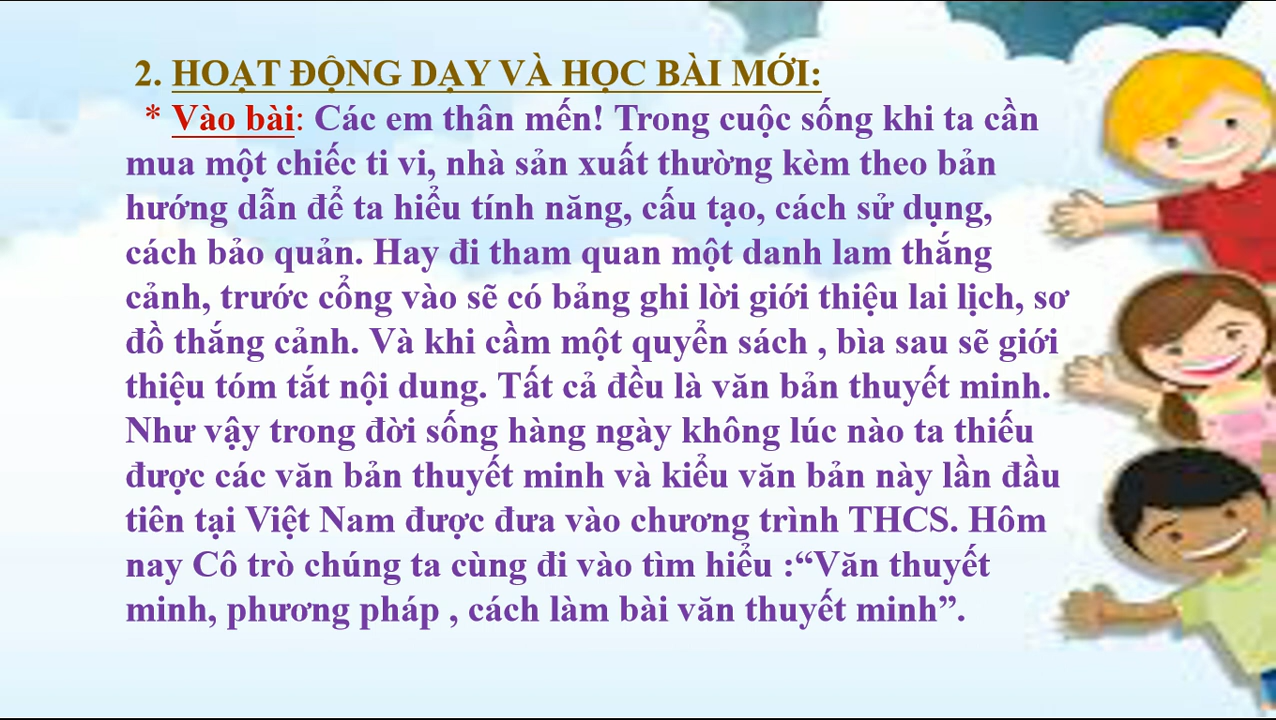 2. HOẠT ĐỘNG DẠY VÀ HỌC BÀI MỚI:
* Vào bài: Các em thân mến! Trong cuộc sống khi ta cần
mua một chiếc ti vi, nhà sản xuất thường kèm theo bản
hướng dẫn để ta hiểu tính năng, cấu tạo, cách sử dụng,
cách bảo quản. Hay đi tham quan một danh lam thắng
cảnh, trước cổng vào sẽ có bảng ghi lời giới thiệu lai lịch, sơ
đồ thắng cảnh. Và khi cầm một quyển sách , bìa sau sẽ giới
thiệu tóm tắt nội dung. Tất cả đều là văn bản thuyết minh.
Như vậy trong đời sống hàng ngày không lúc nào ta thiếu
được các văn bản thuyết minh và kiểu văn bản này lần đầu
tiên tại Việt Nam được đưa vào chương trình THCS. Hôm
nay Cô trò chúng ta cùng đi vào tìm hiểu :“Văn thuyết
minh, phương pháp , cách làm bài văn thuyết minh”.